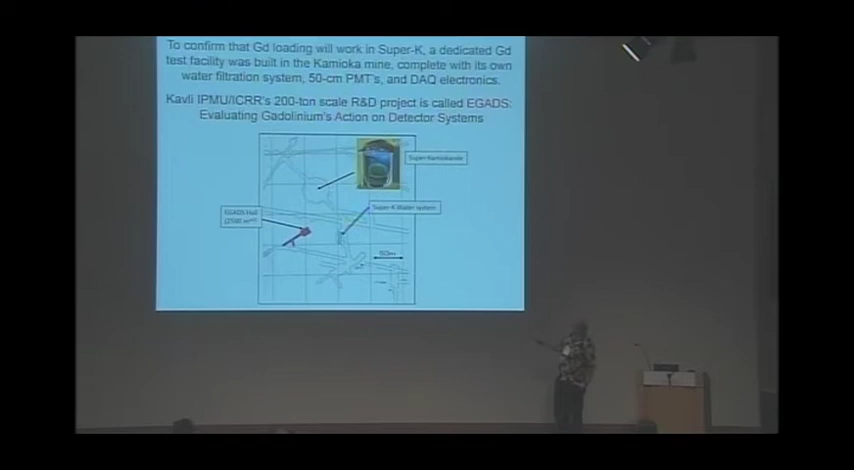 To confirm that Gd loading will work in Super-K, a dedicated Gd
test facility was built in the Kamioka mine, complete with its own
water filtration system, 50-cm PMT's, and DAQ electronics.
Kavli IPMU/ICRR's 200-ton scale R&D project is called EGADS:
Evaluating Gadolinium's Action on Detector Systems
Super-Kamiokande
Super-K Water system
EGADS Hall